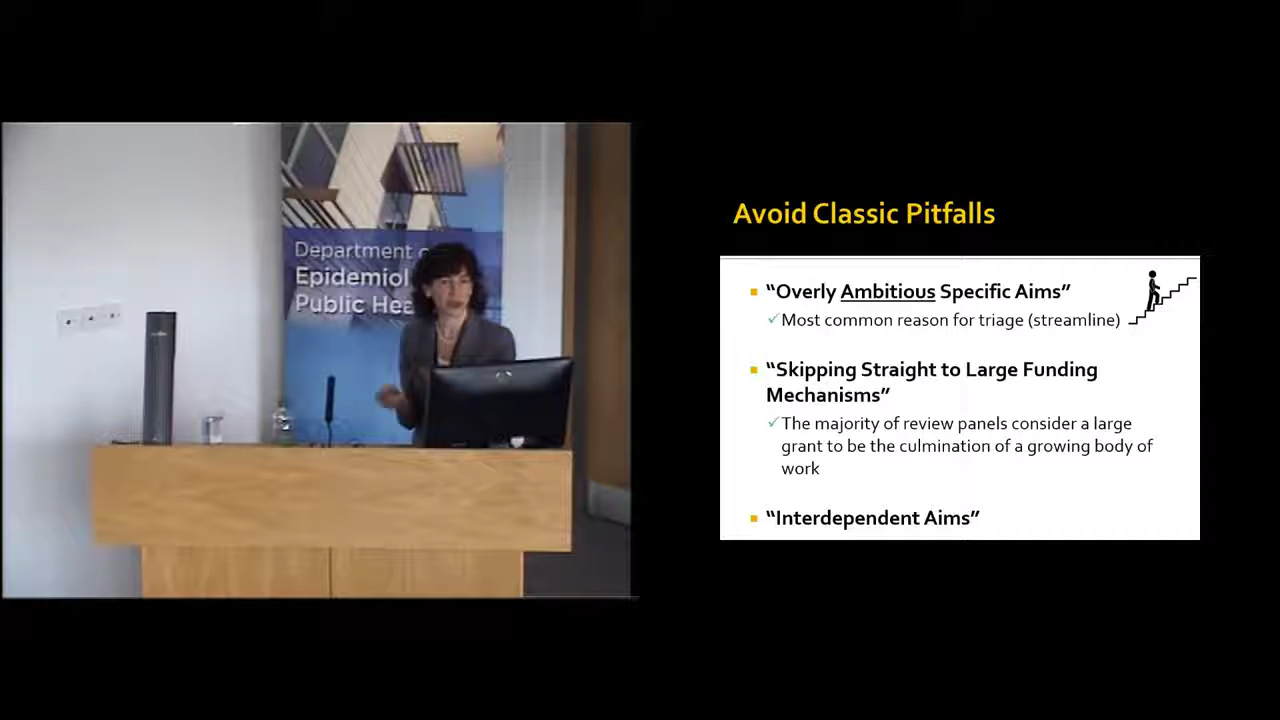 Department
Epidemiol
Public Hea
Avoid Classic Pitfalls
“Overly Ambitious Specific Aims”
Most common reason for triage (streamline)
“Skipping Straight to Large Funding
Mechanisms”
The majority of review panels consider a large
grant to be the culmination of a growing body of
work
“Interdependent Aims”